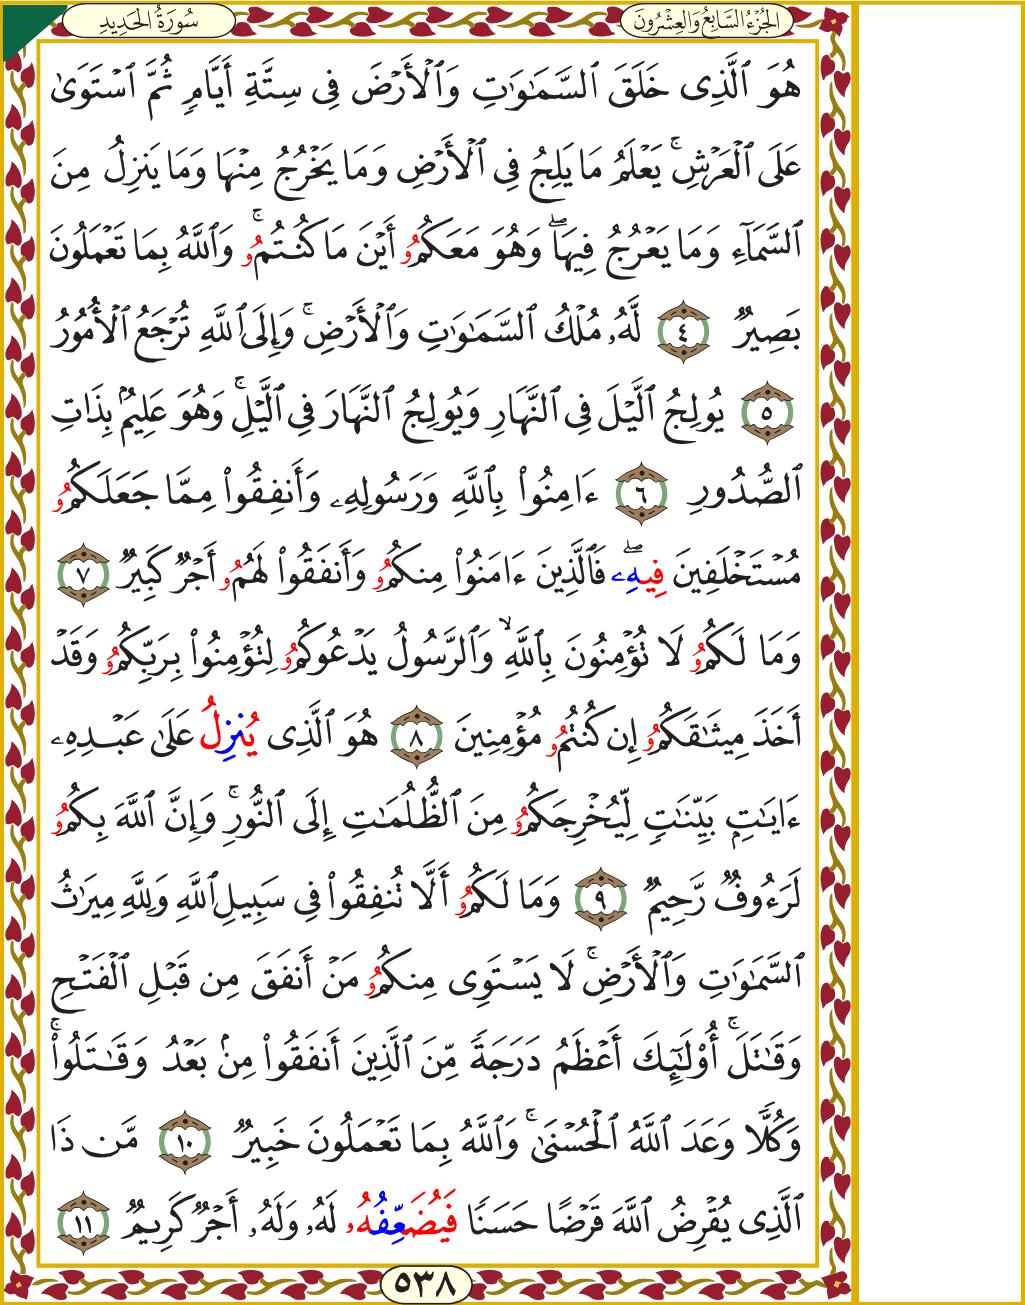 الجُزْءُ السَّابِعُ وَالعِشْرُونَ
سُورَةُ الحَدِيدِ
هُوَ ٱلَّذِى خَلَقَ ٱلسَّمَـٰوَٰتِ وَٱلْأَرْضَ فِى سِتَّةِ أَيَّامٍ ثُمَّ ٱسْتَوَىٰ
عَلَى ٱلْعَرْشِ ۚ يَعْلَمُ مَا يَلِجُ فِى ٱلْأَرْضِ وَمَا يَخْرُجُ مِنْهَا وَمَا يَنزِلُ مِنَ
ٱلسَّمَآءِ وَمَا يَعْرُجُ فِيهَا ۖ وَهُوَ مَعَكُمُۥ أَيْنَ مَا كُنتُمُۥ ۚ وَٱللَّهُ بِمَا تَعْمَلُونَ
بَصِيرٌ ٤ لَّهُۥ مُلْكُ ٱلسَّمَـٰوَٰتِ وَٱلْأَرْضِ ۚ وَإِلَى ٱللَّهِ تُرْجَعُ ٱلْأُمُورُ
٥ يُولِجُ ٱلَّيْلَ فِى ٱلنَّهَارِ وَيُولِجُ ٱلنَّهَارَ فِى ٱلَّيْلِ ۚ وَهُوَ عَلِيمٌۢ بِذَاتِ
ٱلصُّدُورِ ٦ ءَامِنُوا۟ بِٱللَّهِ وَرَسُولِهِۦ وَأَنفِقُوا۟ مِمَّا جَعَلَكُمُۥ
مُسْتَخْلَفِينَ فِيهِۦ ۖ فَٱلَّذِينَ ءَامَنُوا۟ مِنكُمُۥ وَأَنفَقُوا۟ لَهُمُۥ أَجْرٌ كَبِيرٌ ٧
وَمَا لَكُمُۥ لَا تُؤْمِنُونَ بِٱللَّهِ ۙ وَٱلرَّسُولُ يَدْعُوكُمُۥ لِتُؤْمِنُوا۟ بِرَبِّكُمُۥ وَقَدْ
أَخَذَ مِيثَـٰقَكُمُۥ إِن كُنتُمُۥ مُؤْمِنِينَ ٨ هُوَ ٱلَّذِى يُنزِلُ عَلَىٰ عَبْدِهِۦ
ءَايَـٰتٍۭ بَيِّنَـٰتٍ لِّيُخْرِجَكُمُۥ مِنَ ٱلظُّلُمَـٰتِ إِلَى ٱلنُّورِ ۚ وَإِنَّ ٱللَّهَ بِكُمُۥ
لَرَءُوفٌ رَّحِيمٌ ٩ وَمَا لَكُمُۥ أَلَّا تُنفِقُوا۟ فِى سَبِيلِ ٱللَّهِ وَلِلَّهِ مِيرَٰثُ
ٱلسَّمَـٰوَٰتِ وَٱلْأَرْضِ ۚ لَا يَسْتَوِى مِنكُمُۥ مَنْ أَنفَقَ مِن قَبْلِ ٱلْفَتْحِ
وَقَـٰتَلَ ۚ أُو۟لَـٰٓئِكَ أَعْظَمُ دَرَجَةً مِّنَ ٱلَّذِينَ أَنفَقُوا۟ مِنۢ بَعْدُ وَقَـٰتَلُوا۟ ۚ
وَكُلًّا وَعَدَ ٱللَّهُ ٱلْحُسْنَىٰ ۚ وَٱللَّهُ بِمَا تَعْمَلُونَ خَبِيرٌ ١٠ مَّن ذَا
ٱلَّذِى يُقْرِضُ ٱللَّهَ قَرْضًا حَسَنًا فَيُضَعِّفُهُۥ لَهُۥ وَلَهُۥ أَجْرٌ كَرِيمٌ ١١
٥٣٨